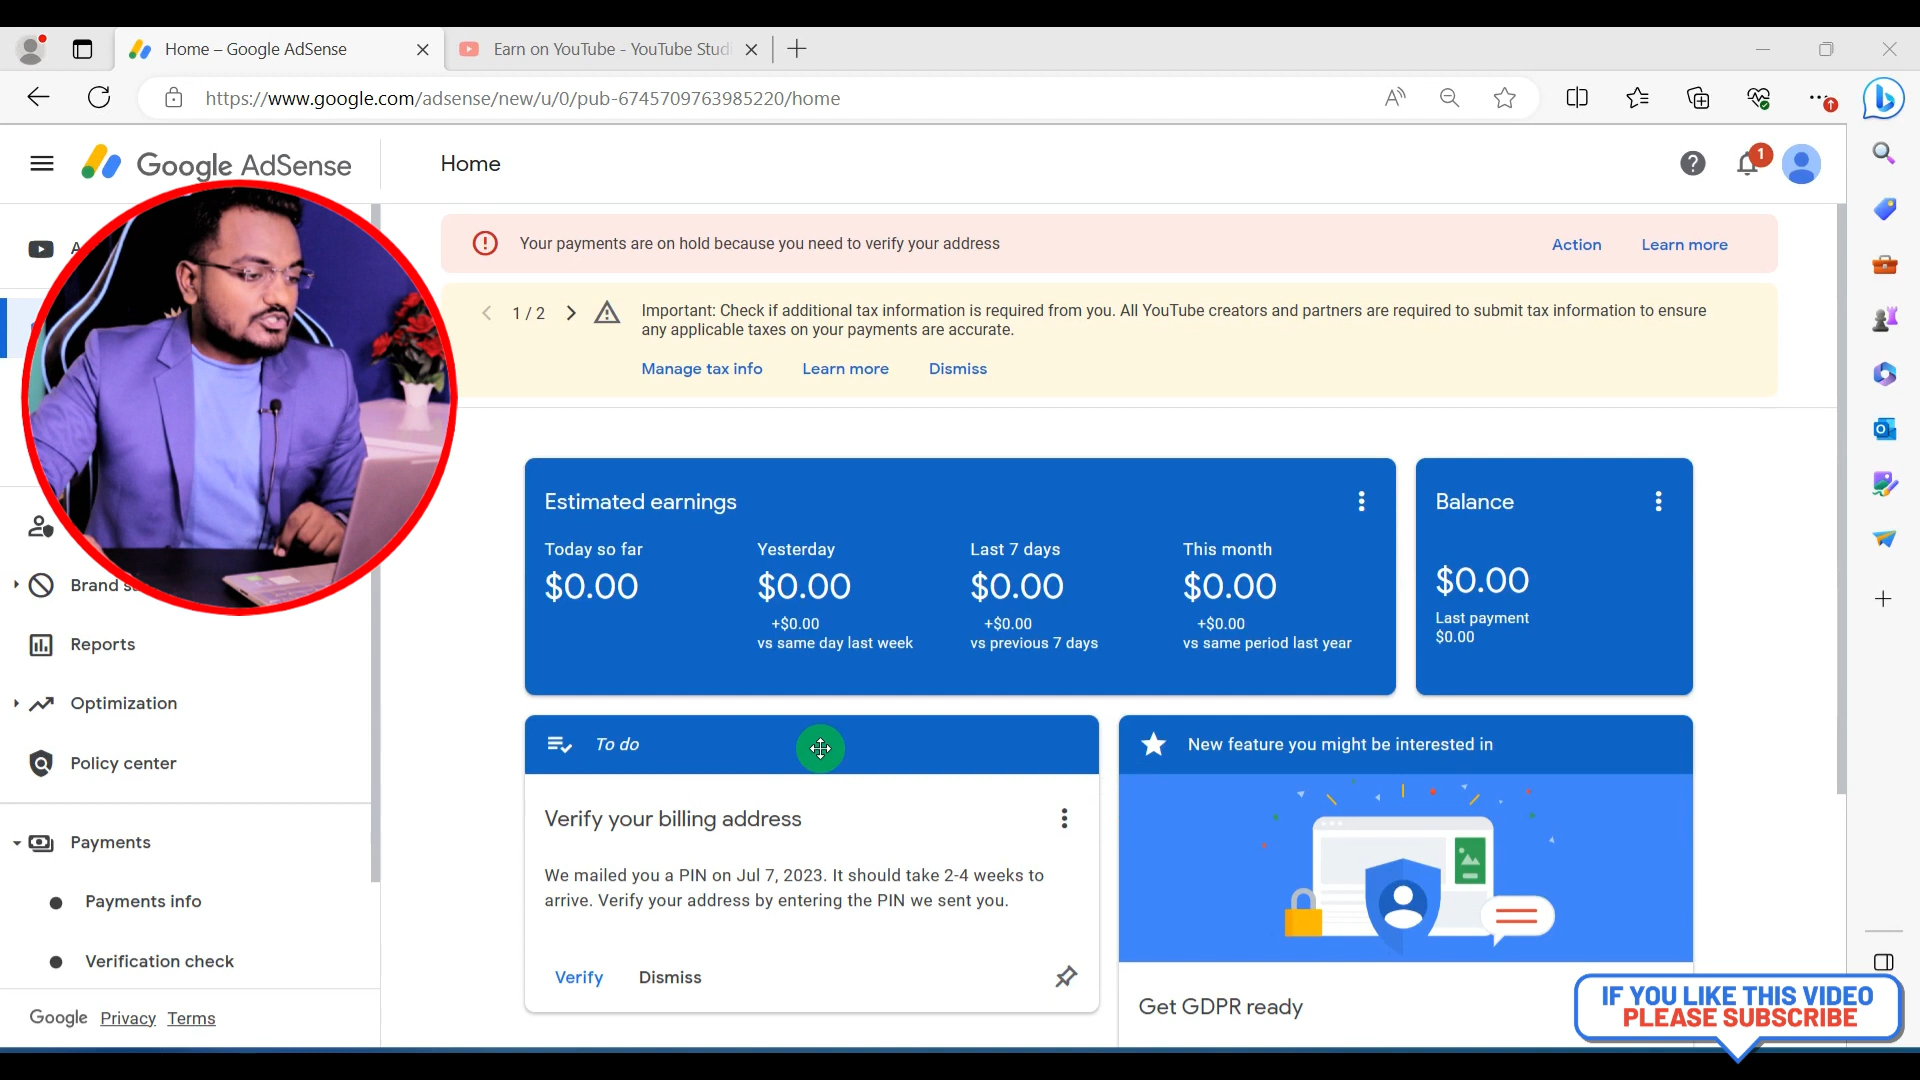 Home – Google AdSense
Earn on YouTube - YouTube Stud
https://www.google.com/adsense/new/u/0/pub-6745709763985220/home
Google AdSense
Home
1
Your payments are on hold because you need to verify your address
Action
Learn more
1 / 2
Important: Check if additional tax information is required from you. All YouTube creators and partners are required to submit tax information to ensure
any applicable taxes on your payments are accurate.
Manage tax info
Learn more
Dismiss
Estimated earnings
Today so far
$0.00
Yesterday
$0.00
+$0.00
vs same day last week
Last 7 days
$0.00
+$0.00
vs previous 7 days
This month
$0.00
+$0.00
vs same period last year
Balance
$0.00
Last payment
$0.00
Brand s
Reports
Optimization
Policy center
Payments
Payments info
Verification check
Google Privacy Terms
To do
Verify your billing address
We mailed you a PIN on Jul 7, 2023. It should take 2-4 weeks to
arrive. Verify your address by entering the PIN we sent you.
Verify
Dismiss
New feature you might be interested in
Get GDPR ready
IF YOU LIKE THIS VIDEO
PLEASE SUBSCRIBE